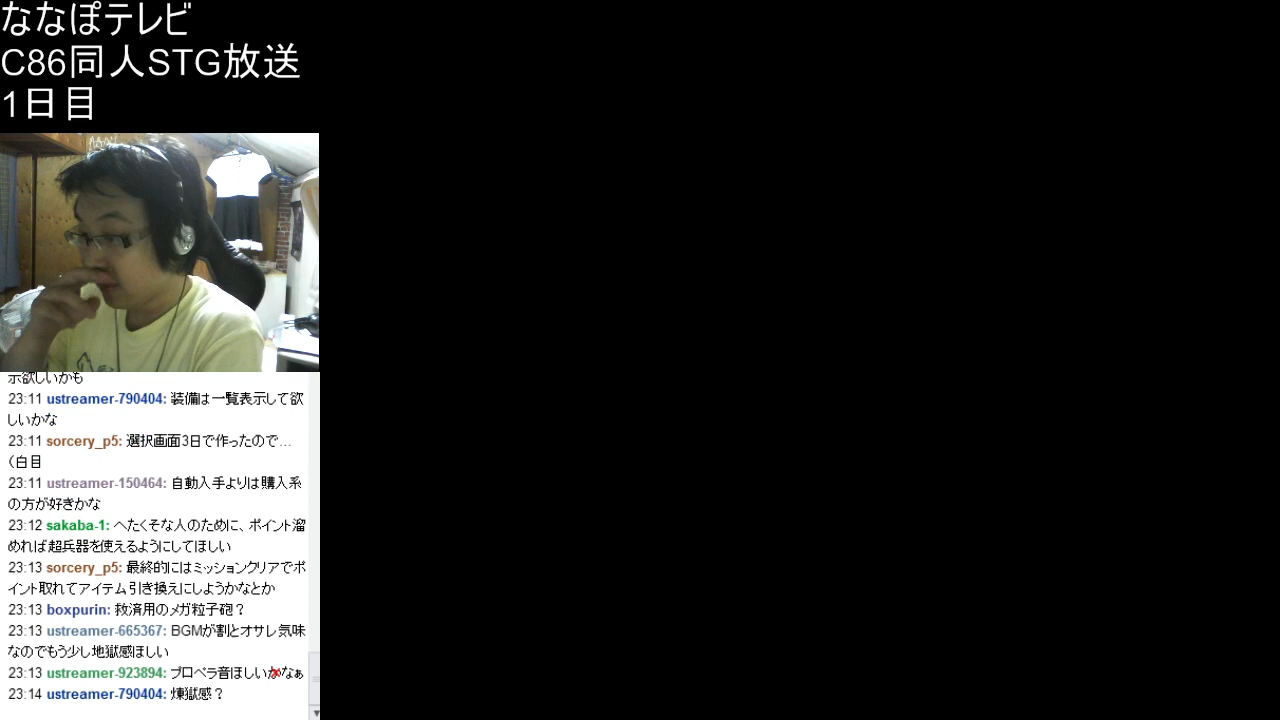 ななぽテレビ
C86同人STG放送
1日目
示欲しいかも
23:11 ustreamer-790404: 装備は一覧表示して欲
しいかな
23:11 sorcery_p5: 選択画面3日で作ったので…
（白目
23:11 ustreamer-150464: 自動入手よりは購入系
の方が好きかな
23:12 sakaba-1: へたくそな人のために、ポイント溜
めれば超兵器を使えるようにしてほしい
23:13 sorcery_p5: 最終的にはミッションクリアでポ
イント取れてアイテム引き換えにしようかなとか
23:13 boxpurin: 救済用のメガ粒子砲？
23:13 ustreamer-665367: BGMが割とオサレ気味
なのでもう少し地獄感ほしい
23:13 ustreamer-923894: プロペラ音ほしいかなぁ
23:14 ustreamer-790404: 煉獄感？